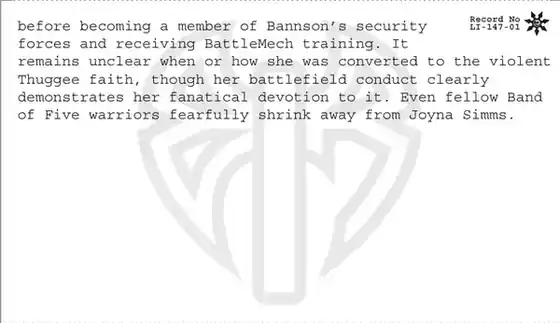 before becoming a member of Bannson's security
forces and receiving BattleMech training. It
remains unclear when or how she was converted to the violent
Thuggee faith, though her battlefield conduct clearly
demonstrates her fanatical devotion to it. Even fellow Band
of Five warriors fearfully shrink away from Joyna Simms.
Record No
LI-147-01